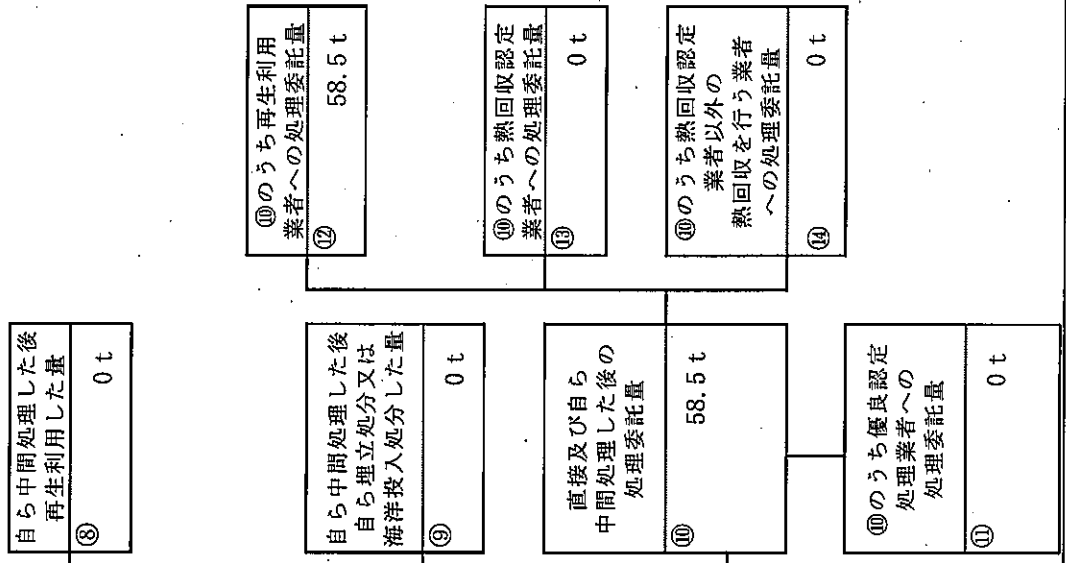 自ら中間処理した後
再生利用した量
⑧
0 t
自ら中間処理した後
自ら埋立処分又は
海洋投入処分した量
⑨
0 t
直接及び自ら
中間処理した後の
処理委託量
⑩
58.5 t
⑩のうち優良認定
処理業者への
処理委託量
⑪
0 t
⑩のうち再生利用
業者への処理委託量
⑫
58.5 t
⑩のうち熱回収認定
業者への処理委託量
⑬
0 t
⑩のうち熱回収認定
業者以外の
熱回収を行う業者
への処理委託量
⑭
0 t